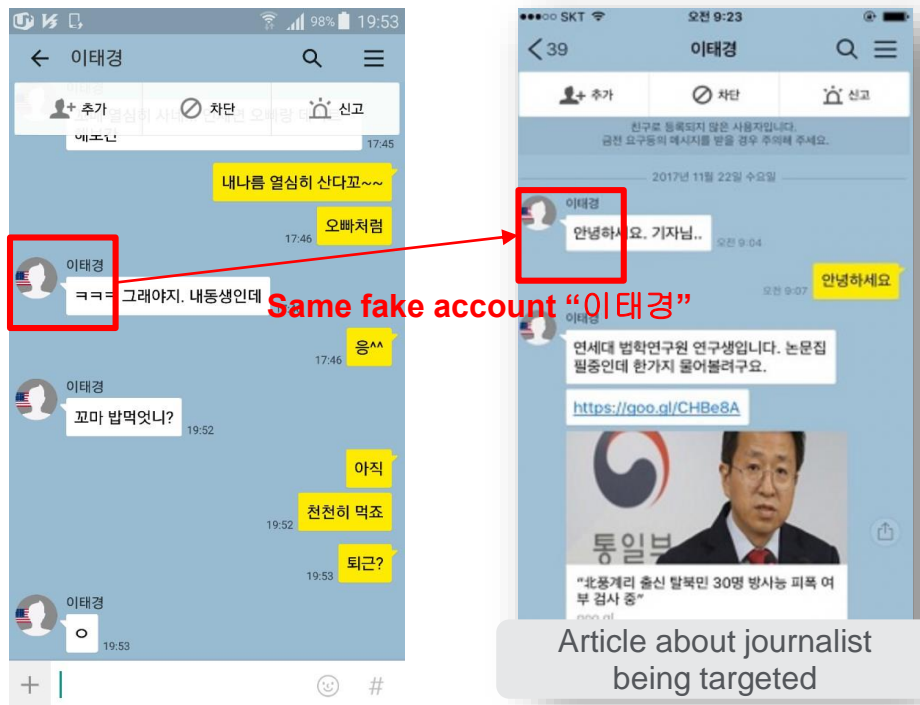 98% 19:53
이태경
추가
차단
신고
17:45
내나름 열심히 산다꼬~~
오빠처럼
17:46
이태경
ㅋㅋㅋ 그래야지. 내동생인데
응^^
17:46
이태경
꼬마 밥먹엇니?
19:52
아직
천천히 먹죠
19:52
퇴근?
19:53
이태경
ㅇ
19:53
#
Same fake account “이태경”
SKT 오전 9:23
39 이태경
추가
차단
신고
친구로 등록되지 않은 사용자입니다.
금전 요구등의 메시지를 받을 경우 주의해 주세요.
2017년 11월 22일 수요일
이태경
안녕하세요. 기자님..
오전 9:04
안녕하세요
오전 9:07
이태경
연세대 법학연구원 연구생입니다. 논문집
필중인데 한가지 물어볼려구요.
https://goo.gl/CHBe8A
통일부
“北풍계리 출신 탈북민 30명 방사능 피폭 여
부 검사 중”
goo.gl
Article about journalist
being targeted